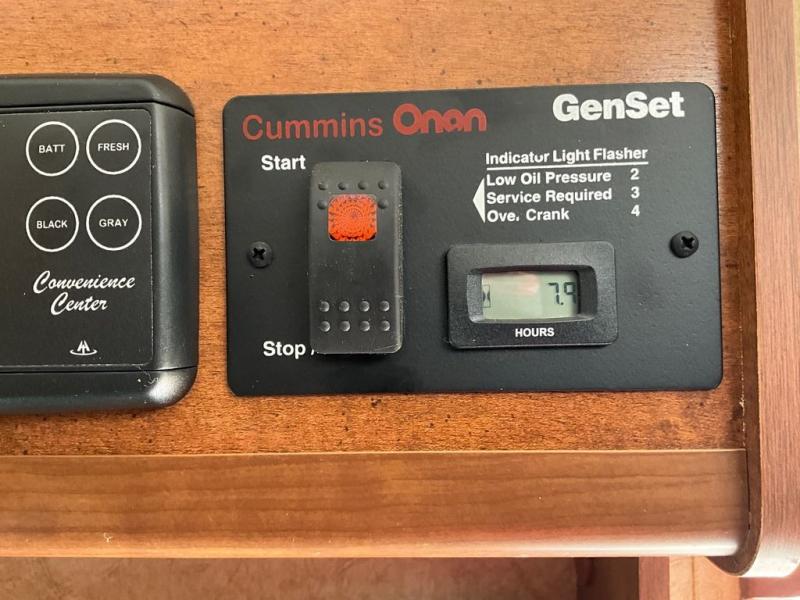 BATT
FRESH
BLACK
GRAY
Convenience
Center
Cummins Onan
GenSet
Start
Indicator Light Flasher
Low Oil Pressure 2
Service Required 3
Ove. Crank 4
7.9
HOURS
Stop